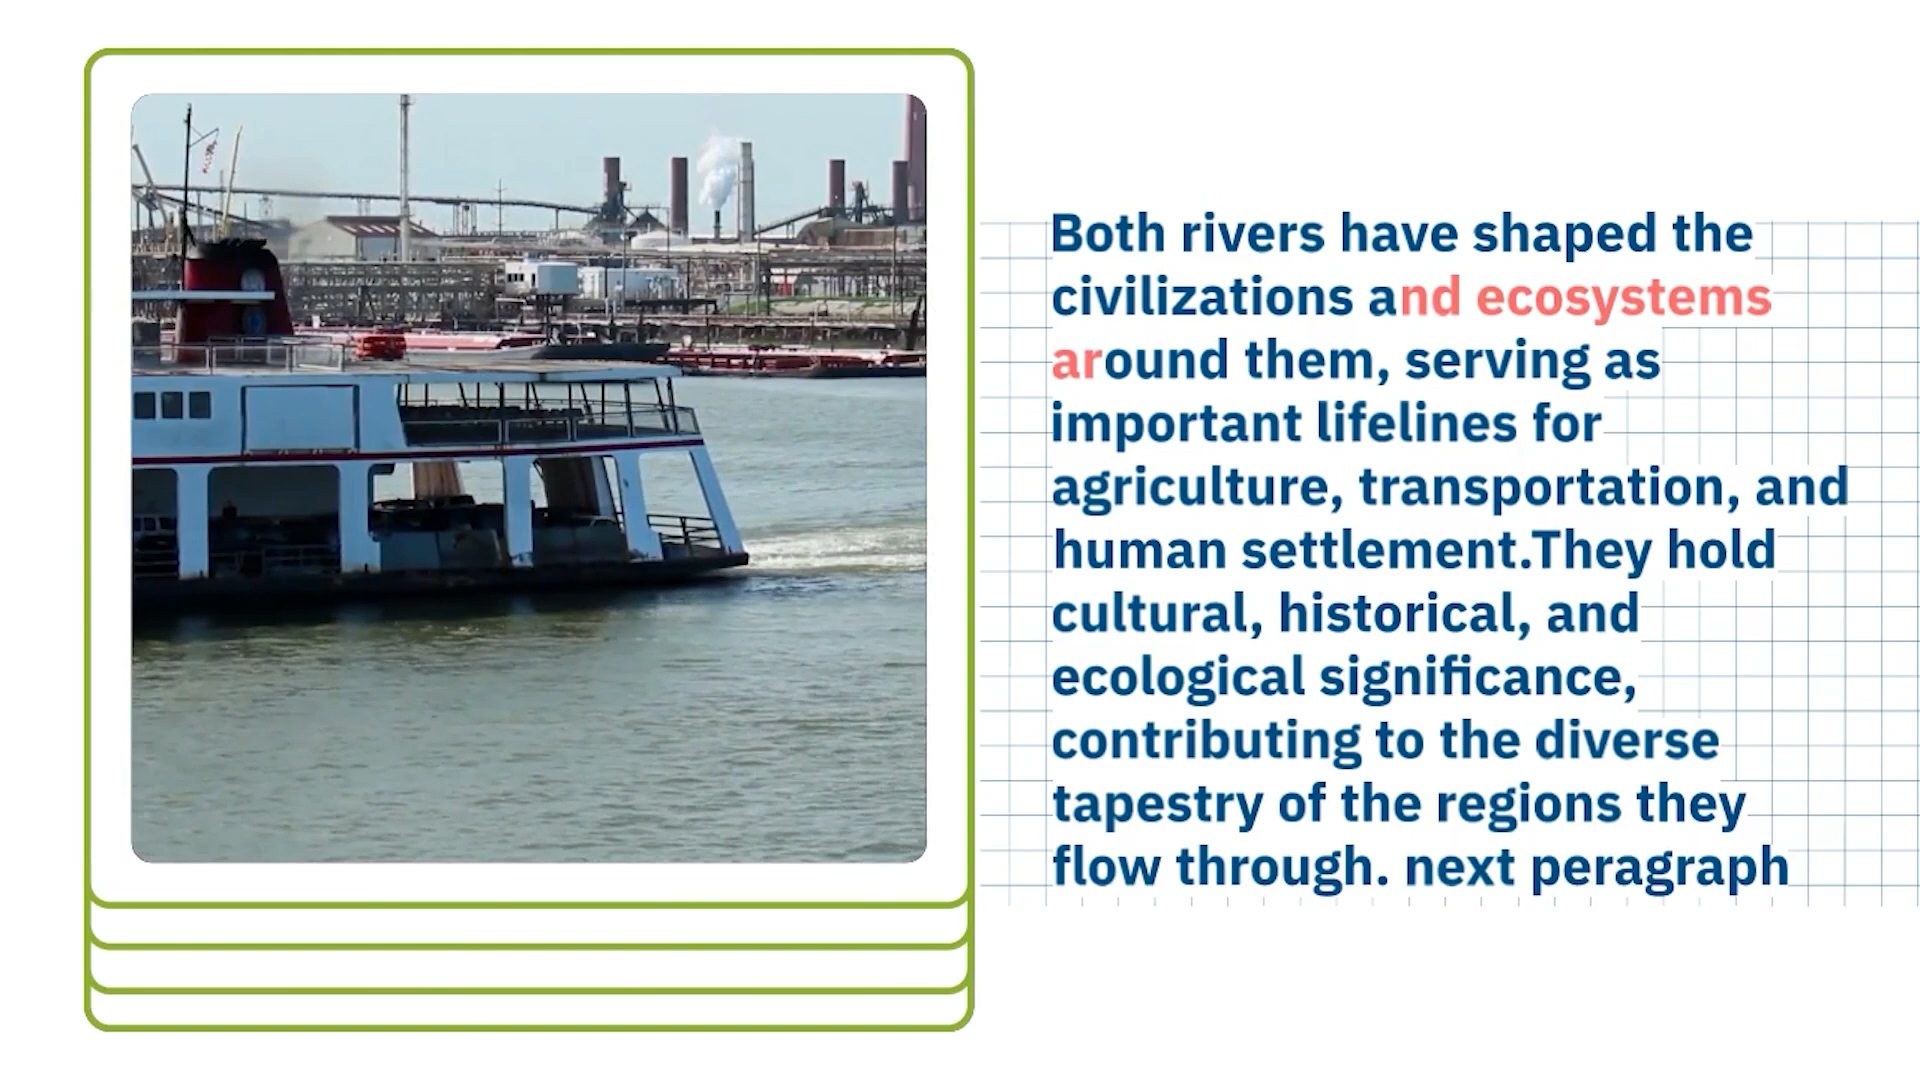 Both rivers have shaped the
civilizations and ecosystems
around them, serving as
important lifelines for
agriculture, transportation, and
human settlement.They hold
cultural, historical, and
ecological significance,
contributing to the diverse
tapestry of the regions they
flow through. next peragraph